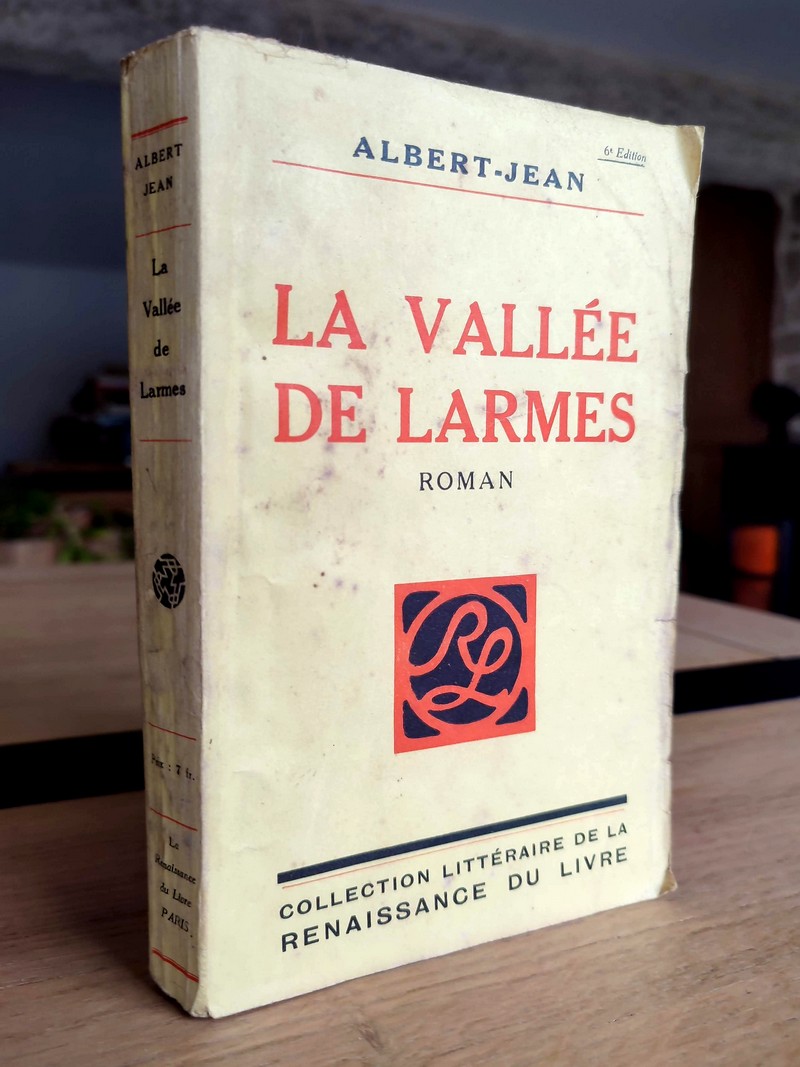 ALBERT
JEAN
La
Vallée
de
Larmes
Prix : 7 fr.
La
Renaissance
du Livre
PARIS.
ALBERT-JEAN
6e Edition
LA VALLÉE
DE LARMES
ROMAN
RL
COLLECTION LITTÉRAIRE DE LA
RENAISSANCE DU LIVRE